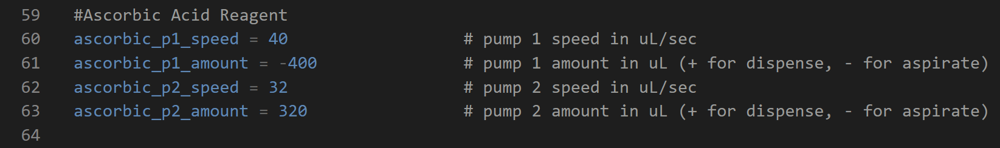 59 #Ascorbic Acid Reagent
60 ascorbic_p1_speed = 40 # pump 1 speed in uL/sec
61 ascorbic_p1_amount = -400 # pump 1 amount in uL (+ for dispense, - for aspirate)
62 ascorbic_p2_speed = 32 # pump 2 speed in uL/sec
63 ascorbic_p2_amount = 320 # pump 2 amount in uL (+ for dispense, - for aspirate)
64